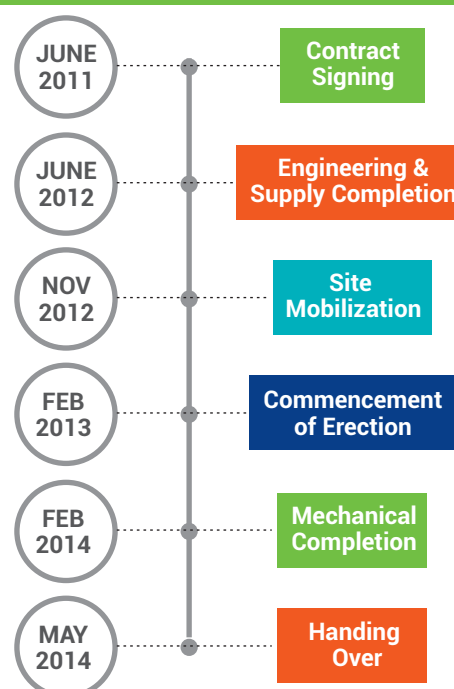 JUNE
2011
Contract
Signing
JUNE
2012
Engineering &
Supply Completion
NOV
2012
Site
Mobilization
FEB
2013
Commencement
of Erection
FEB
2014
Mechanical
Completion
MAY
2014
Handing
Over